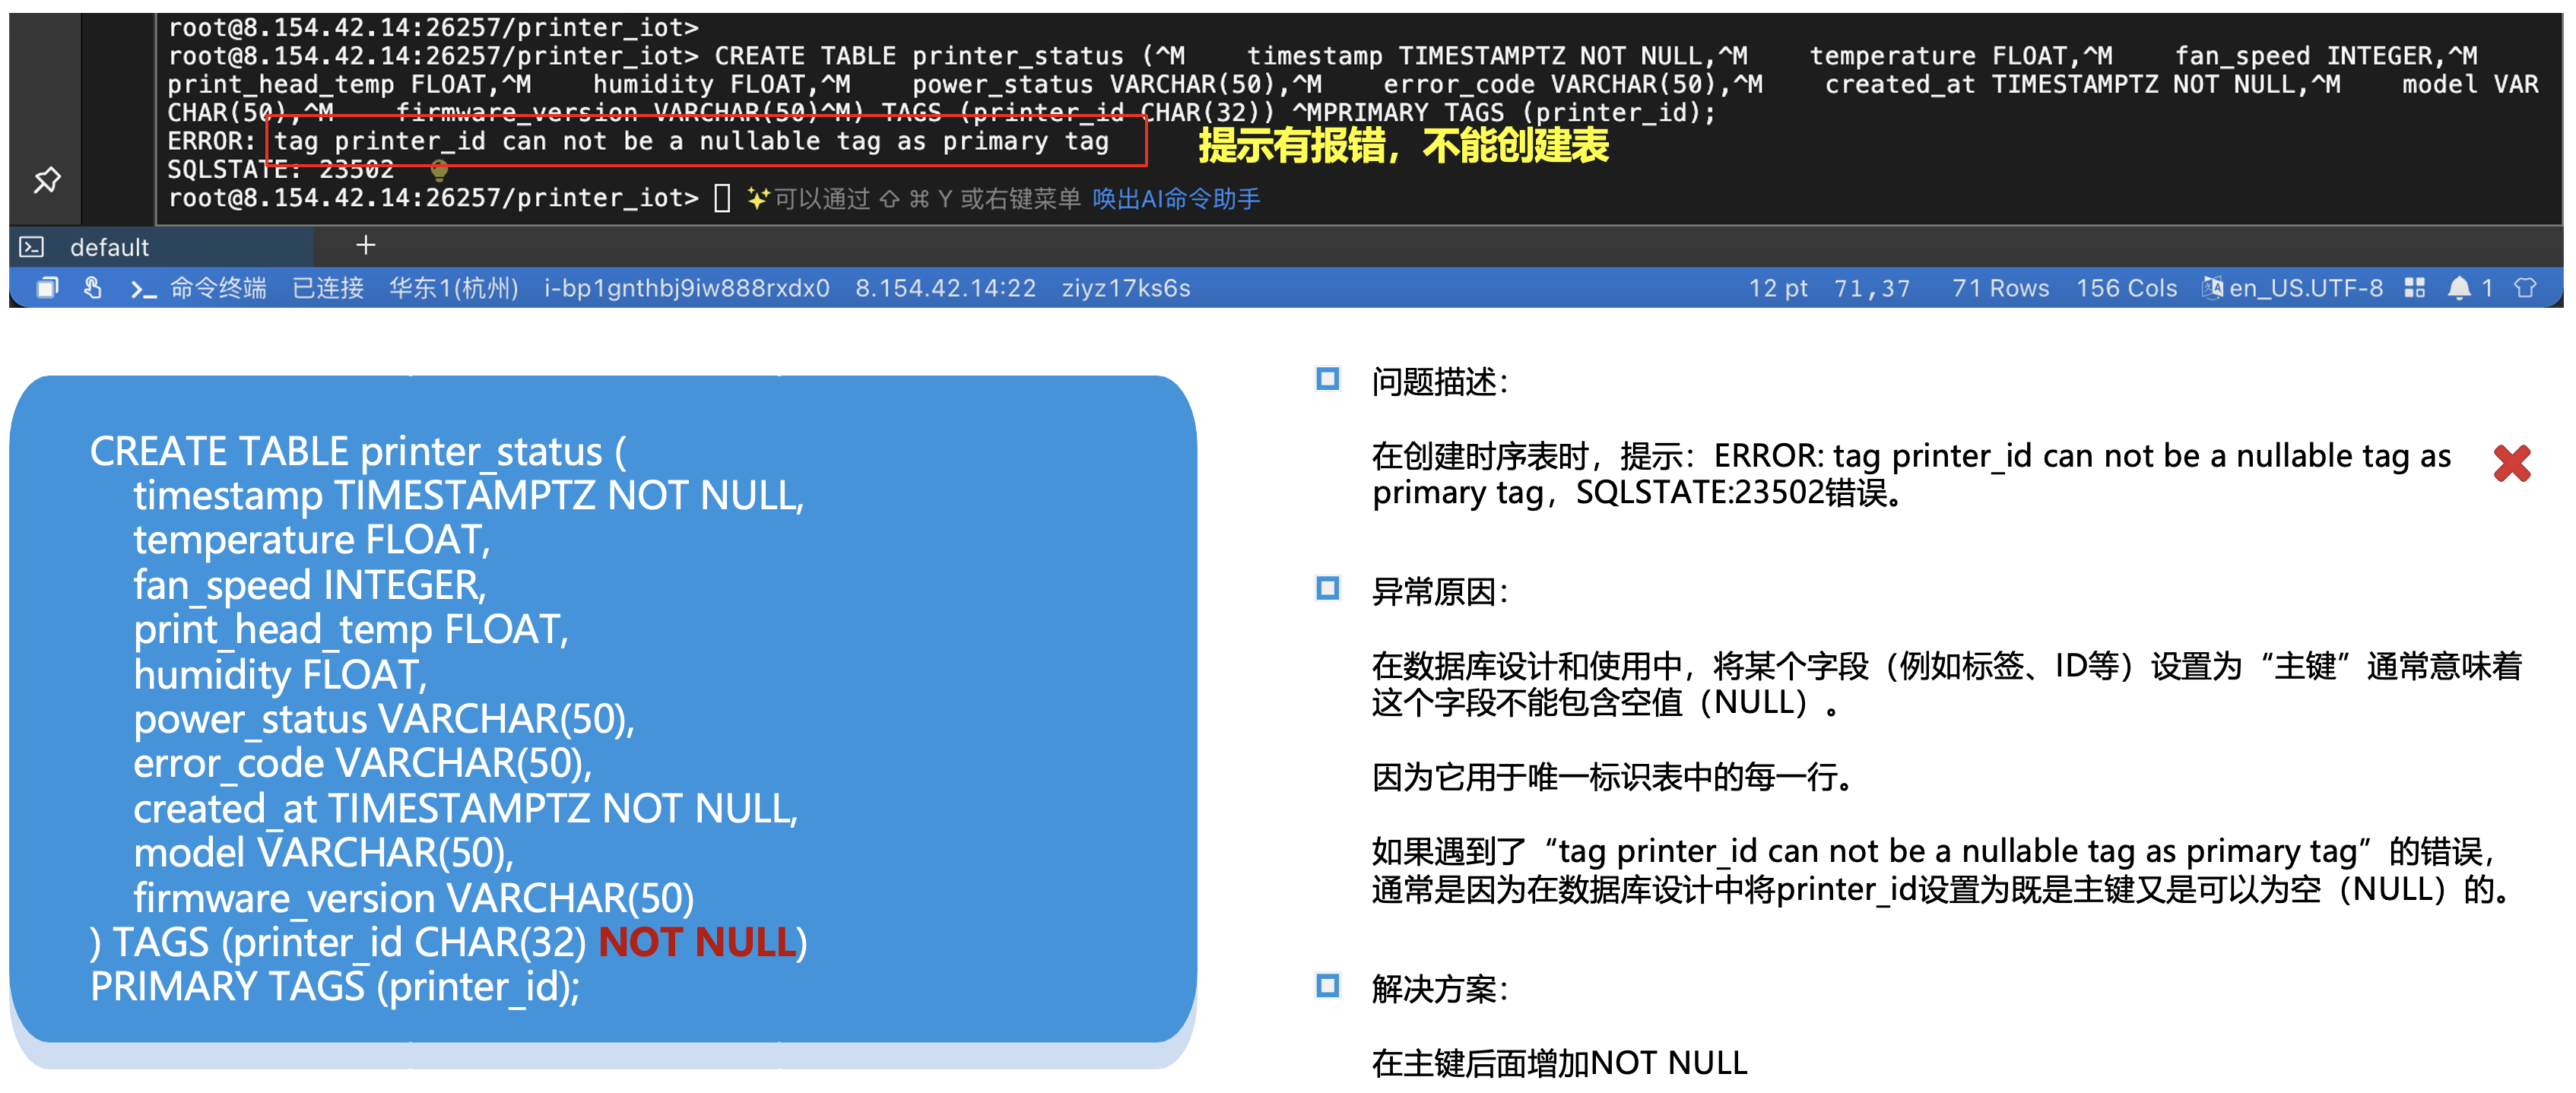 root@8.154.42.14:26257/printer_iot>
root@8.154.42.14:26257/printer_iot> CREATE TABLE printer_status (^M    timestamp TIMESTAMPTZ NOT NULL,^M    temperature FLOAT,^M    fan_speed INTEGER,^M
print_head_temp FLOAT,^M    humidity FLOAT,^M    power_status VARCHAR(50),^M    error_code VARCHAR(50),^M    created_at TIMESTAMPTZ NOT NULL,^M    model VAR
CHAR(50),^M    firmware_version VARCHAR(50)^M) TAGS (printer_id CHAR(32)) ^MPRIMARY TAGS (printer_id);
ERROR: tag printer_id can not be a nullable tag as primary tag
提示有报错，不能创建表
SQLSTATE: 23502
root@8.154.42.14:26257/printer_iot> ✨可以通过 ⇧ ⌘ Y 或右键菜单 唤出AI命令助手
default +
命令终端 已连接 华东1(杭州) i-bp1gnthbj9iw888rxdx0 8.154.42.14:22 ziyz17ks6s 12 pt 71,37 71 Rows 156 Cols en_US.UTF-8 1
CREATE TABLE printer_status (
timestamp TIMESTAMPTZ NOT NULL,
temperature FLOAT,
fan_speed INTEGER,
print_head_temp FLOAT,
humidity FLOAT,
power_status VARCHAR(50),
error_code VARCHAR(50),
created_at TIMESTAMPTZ NOT NULL,
model VARCHAR(50),
firmware_version VARCHAR(50)
) TAGS (printer_id CHAR(32) NOT NULL)
PRIMARY TAGS (printer_id);
问题描述：
在创建时序表时，提示：ERROR: tag printer_id can not be a nullable tag as
primary tag，SQLSTATE:23502错误。
异常原因：
在数据库设计和使用中，将某个字段（例如标签、ID等）设置为“主键”通常意味着
这个字段不能包含空值（NULL）。
因为它用于唯一标识表中的每一行。
如果遇到了“tag printer_id can not be a nullable tag as primary tag”的错误，
通常是因为在数据库设计中将printer_id设置为既是主键又是可以为空（NULL）的。
解决方案：
在主键后面增加NOT NULL